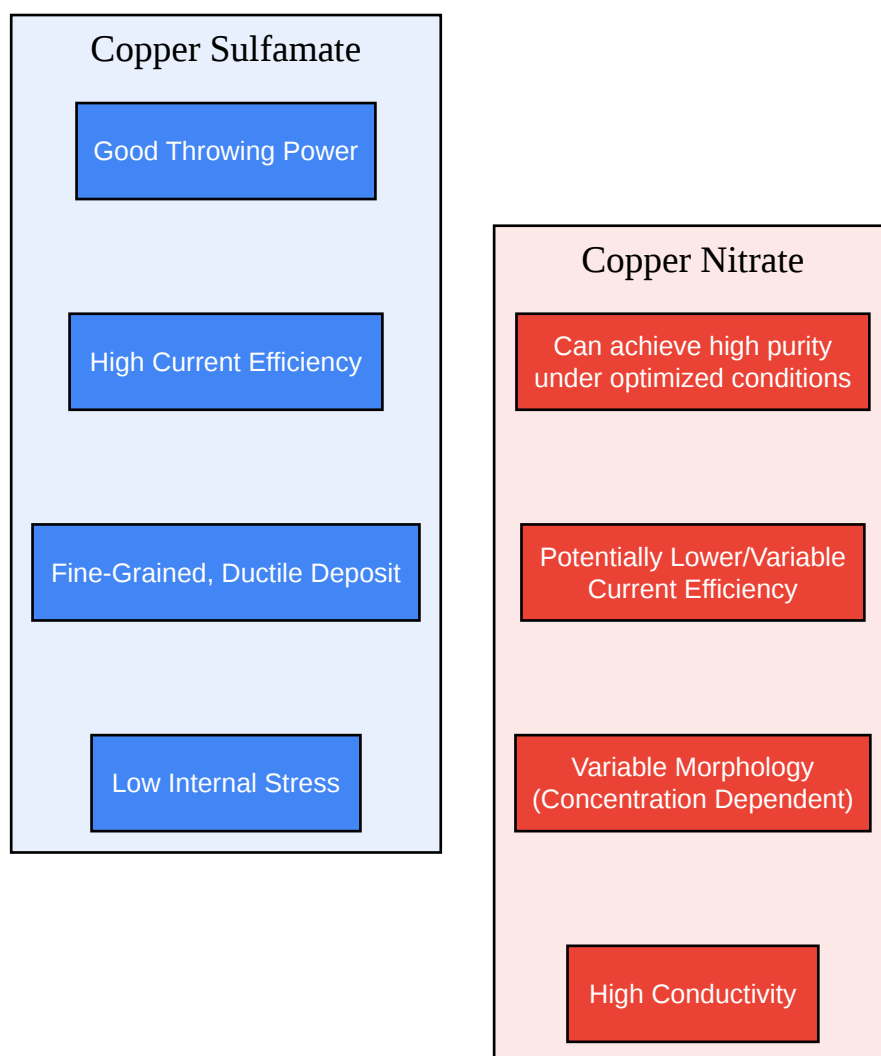 Copper Sulfamate
Good Throwing Power
High Current Efficiency
Fine-Grained, Ductile Deposit
Low Internal Stress
Copper Nitrate
Can achieve high purity
under optimized conditions
Potentially Lower/Variable
Current Efficiency
Variable Morphology
(Concentration Dependent)
High Conductivity